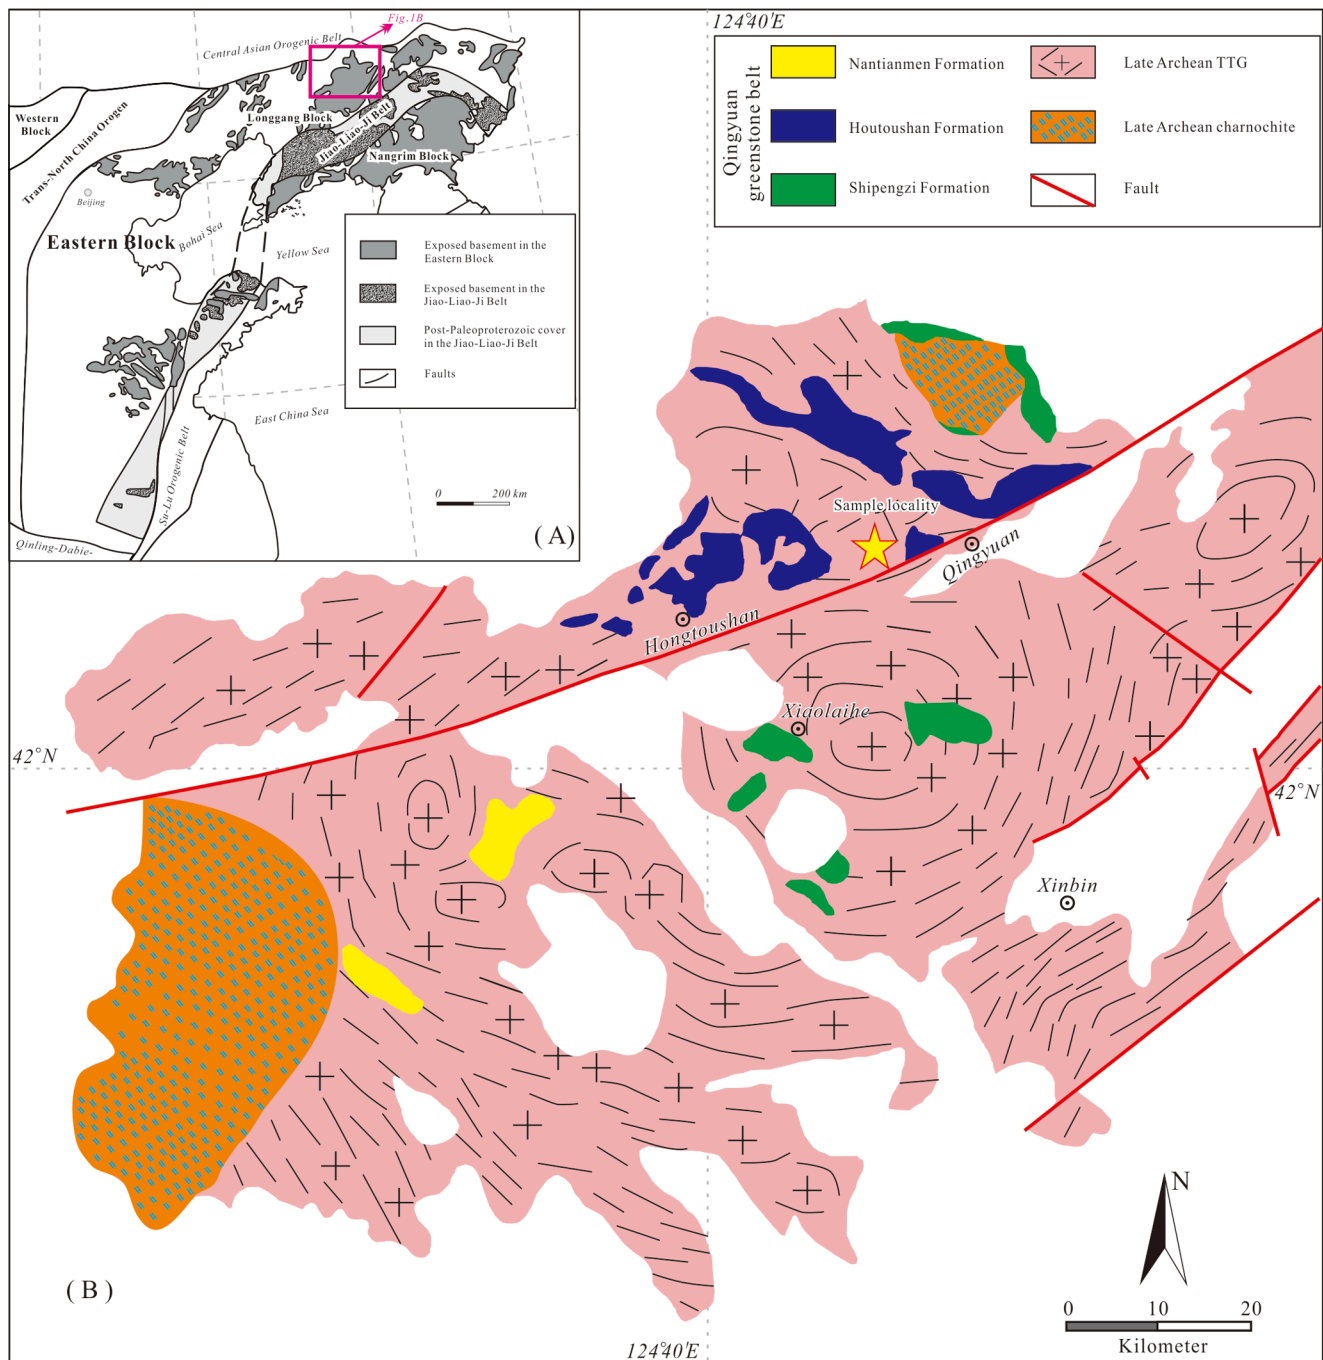 124°40'E
Fig.1B
Central Asian Orogenic Belt
Western
Block
Trans-North China Orogen
Longgang Block
Jiao-Liao-Ji Belt
Nangrim Block
Beijing
Eastern Block
Bohai Sea
Yellow Sea
East China Sea
Su-Lu Orogenic Belt
Qinling-Dabie-
Exposed basement in the
Eastern Block
Exposed basement in the
Jiao-Liao-Ji Belt
Post-Paleoproterozoic cover
in the Jiao-Liao-Ji Belt
Faults
0 200 km
( A )
Qingyuan
greenstone belt
Nantianmen Formation
Houtoushan Formation
Shipengzi Formation
Late Archean TTG
Late Archean charnochite
Fault
Sample locality
Qingyuan
Hongtoushan
Xiaolaihe
42°N
42°N
Xinbin
( B )
N
0 10 20
Kilometer
124°40'E